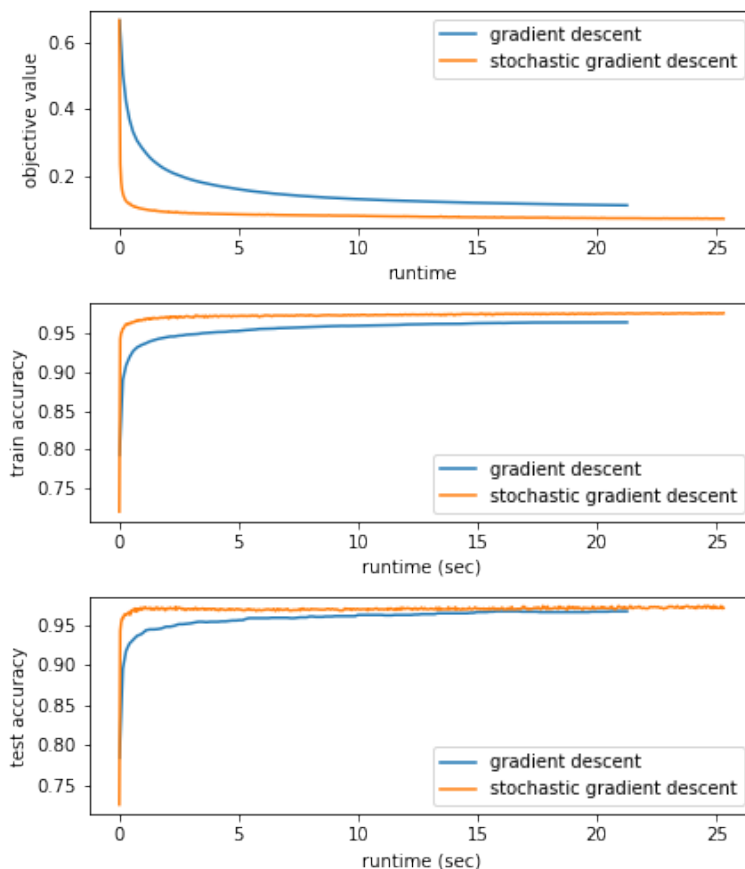 objective value
0.6
0.4
0.2
gradient descent
stochastic gradient descent
0 5 10 15 20 25
runtime
train accuracy
0.95
0.90
0.85
0.80
0.75
gradient descent
stochastic gradient descent
0 5 10 15 20 25
runtime (sec)
test accuracy
0.95
0.90
0.85
0.80
0.75
gradient descent
stochastic gradient descent
0 5 10 15 20 25
runtime (sec)